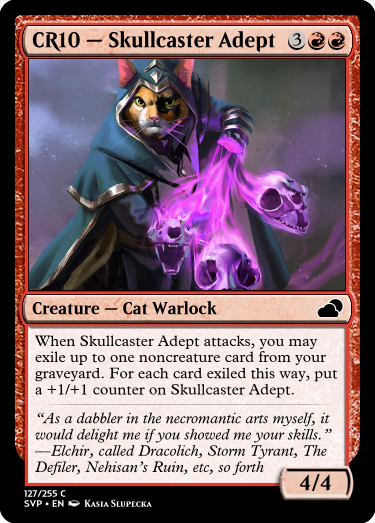 CR10 — Skullcaster Adept 3
Creature — Cat Warlock
When Skullcaster Adept attacks, you may
exile up to one noncreature card from your
graveyard. For each card exiled this way, put
a +1/+1 counter on Skullcaster Adept.
“As a dabbler in the necromantic arts myself, it
would delight me if you showed me your skills.”
—Elchir, called Dracolich, Storm Tyrant, The
Defiler, Nehisan’s Ruin, etc, so forth
4/4
127/255 C
SVP • EN Kasia Slupecka